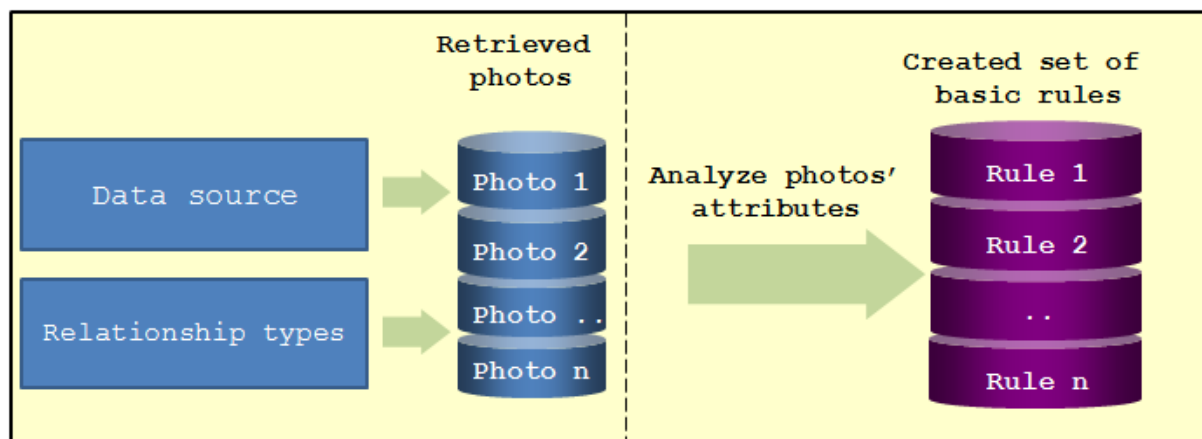 Data source
Relationship types
Retrieved
photos
Photo 1
Photo 2
Photo ..
Photo n
Analyze photos’
attributes
Created set of
basic rules
Rule 1
Rule 2
..
Rule n